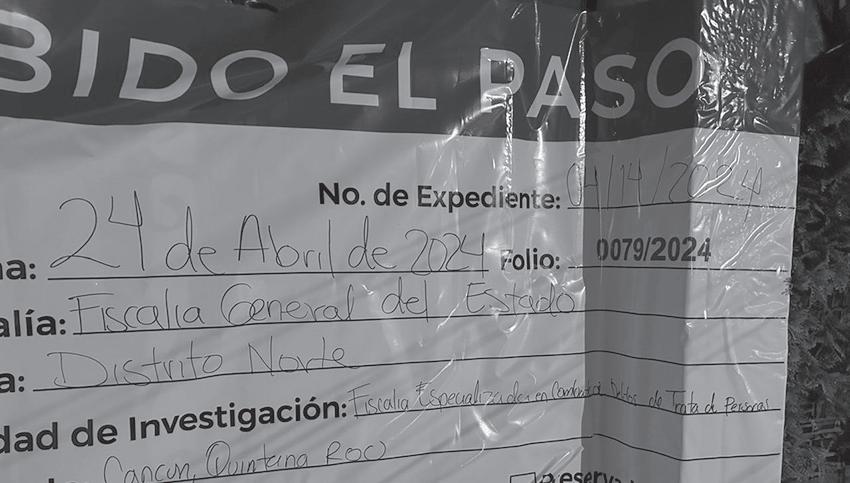 BIDO EL PASO
No. de Expediente: 04/14/2024
na: 24 de Abril de 2024 Folio: 0079/2024
alía: Fiscalia General del Estado
a: Distrito Norte
dad de Investigación: Fiscalia Especializada en Combate a Delitos de Trata de Personas
Cancun, Quintana Roo
Reserva